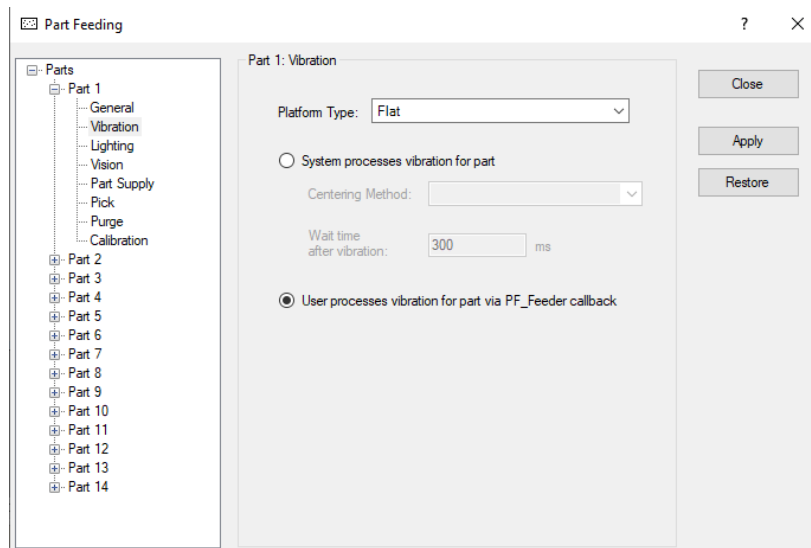 Part Feeding
?
X
Parts
Part 1
General
Vibration
Lighting
Vision
Part Supply
Pick
Purge
Calibration
Part 2
Part 3
Part 4
Part 5
Part 6
Part 7
Part 8
Part 9
Part 10
Part 11
Part 12
Part 13
Part 14
Part 1: Vibration
Platform Type: Flat
System processes vibration for part
Centering Method:
Wait time
after vibration: 300 ms
User processes vibration for part via PF_Feeder callback
Close
Apply
Restore